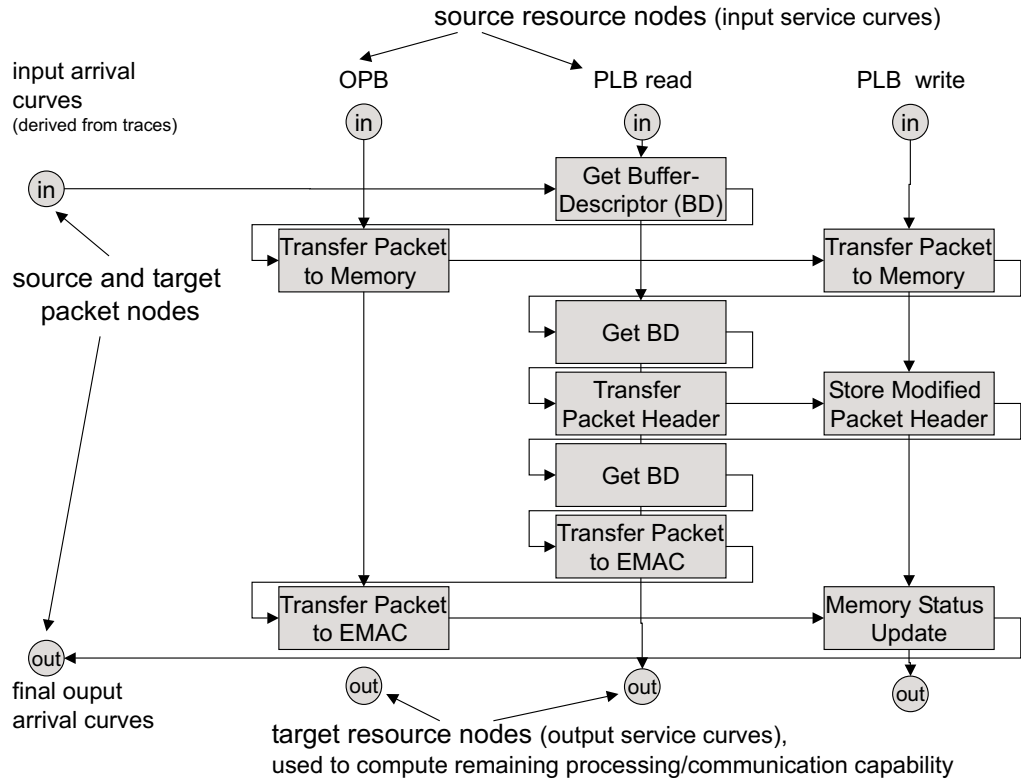 source resource nodes (input service curves)
input arrival
curves
(derived from traces)
OPB
PLB read
PLB write
in
in
in
in
Get Buffer-
Descriptor (BD)
Transfer Packet
to Memory
Transfer Packet
to Memory
source and target
packet nodes
Get BD
Transfer
Packet Header
Store Modified
Packet Header
Get BD
Transfer Packet
to EMAC
Transfer Packet
to EMAC
Memory Status
Update
out
out
out
out
final ouput
arrival curves
target resource nodes (output service curves),
used to compute remaining processing/communication capability